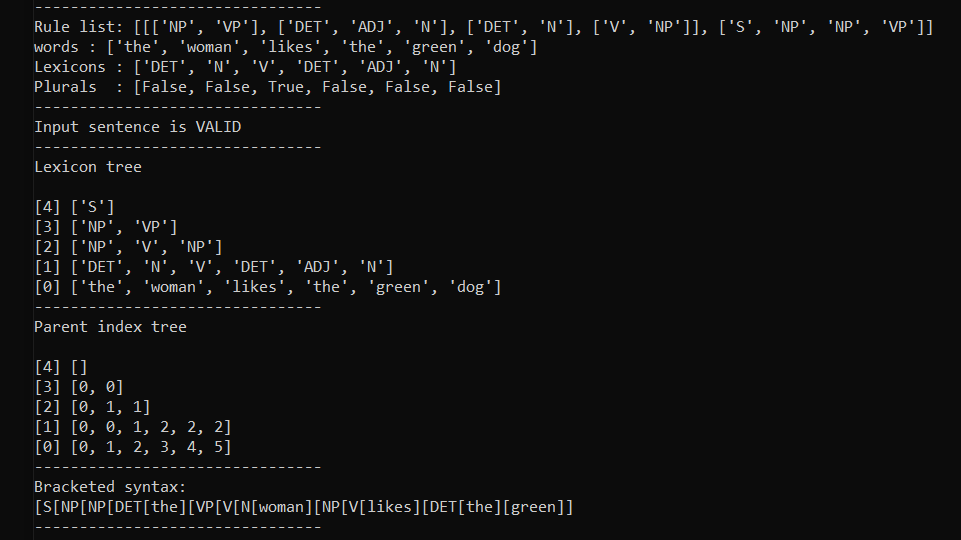 --------------------------------
Rule list: [[['NP', 'VP'], ['DET', 'ADJ', 'N'], ['DET', 'N'], ['V', 'NP']], ['S', 'NP', 'NP', 'VP']]
words : ['the', 'woman', 'likes', 'the', 'green', 'dog']
Lexicons : ['DET', 'N', 'V', 'DET', 'ADJ', 'N']
Plurals  : [False, False, True, False, False, False]
--------------------------------
Input sentence is VALID
--------------------------------
Lexicon tree

[4] ['S']
[3] ['NP', 'VP']
[2] ['NP', 'V', 'NP']
[1] ['DET', 'N', 'V', 'DET', 'ADJ', 'N']
[0] ['the', 'woman', 'likes', 'the', 'green', 'dog']
--------------------------------
Parent index tree

[4] []
[3] [0, 0]
[2] [0, 1, 1]
[1] [0, 0, 1, 2, 2, 2]
[0] [0, 1, 2, 3, 4, 5]
--------------------------------
Bracketed syntax:
[S[NP[NP[DET[the][VP[V[N[woman][NP[V[likes][DET[the][green]]
--------------------------------